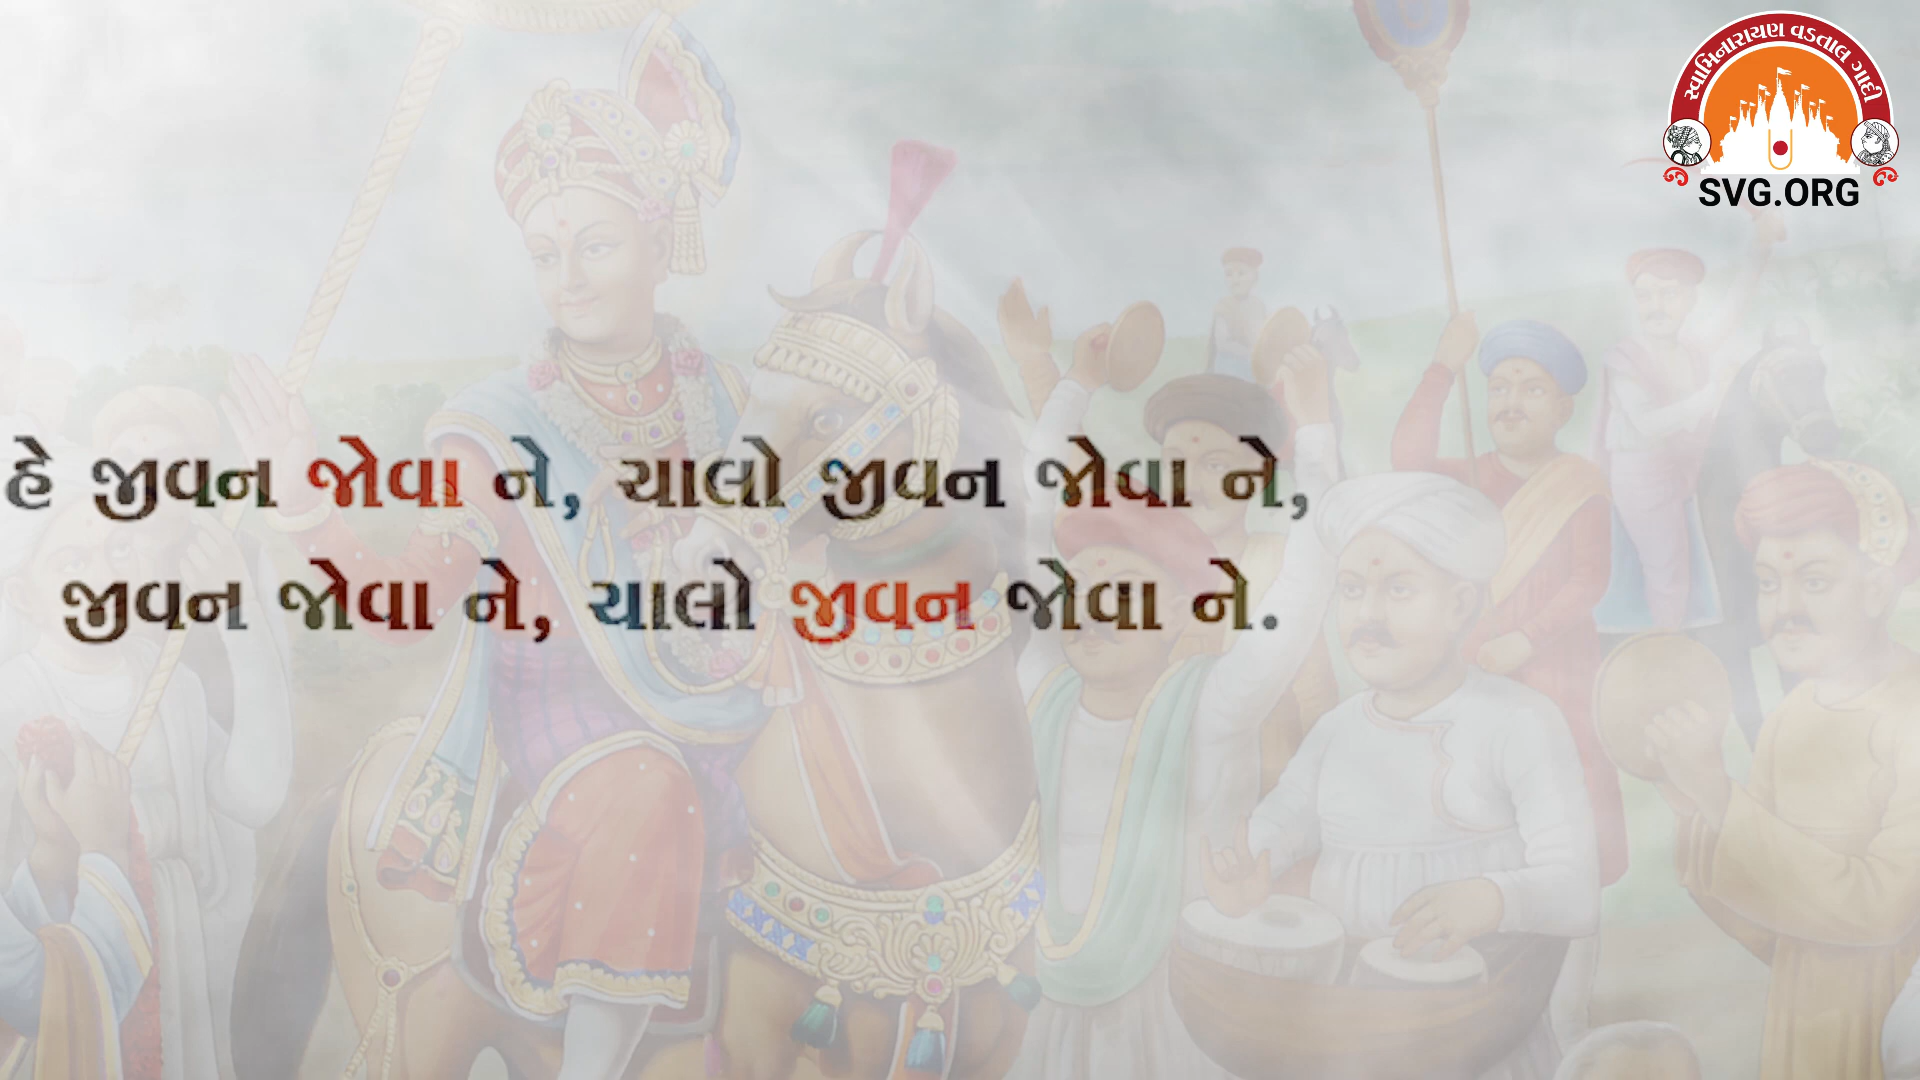 સ્વામિનારાયણ વડતાલ ગાદી
SVG.ORG
હે જીવન જોવા ને, ચાલો જીવન જોવા ને,
જીવન જોવા ને, ચાલો જીવન જોવા ને.